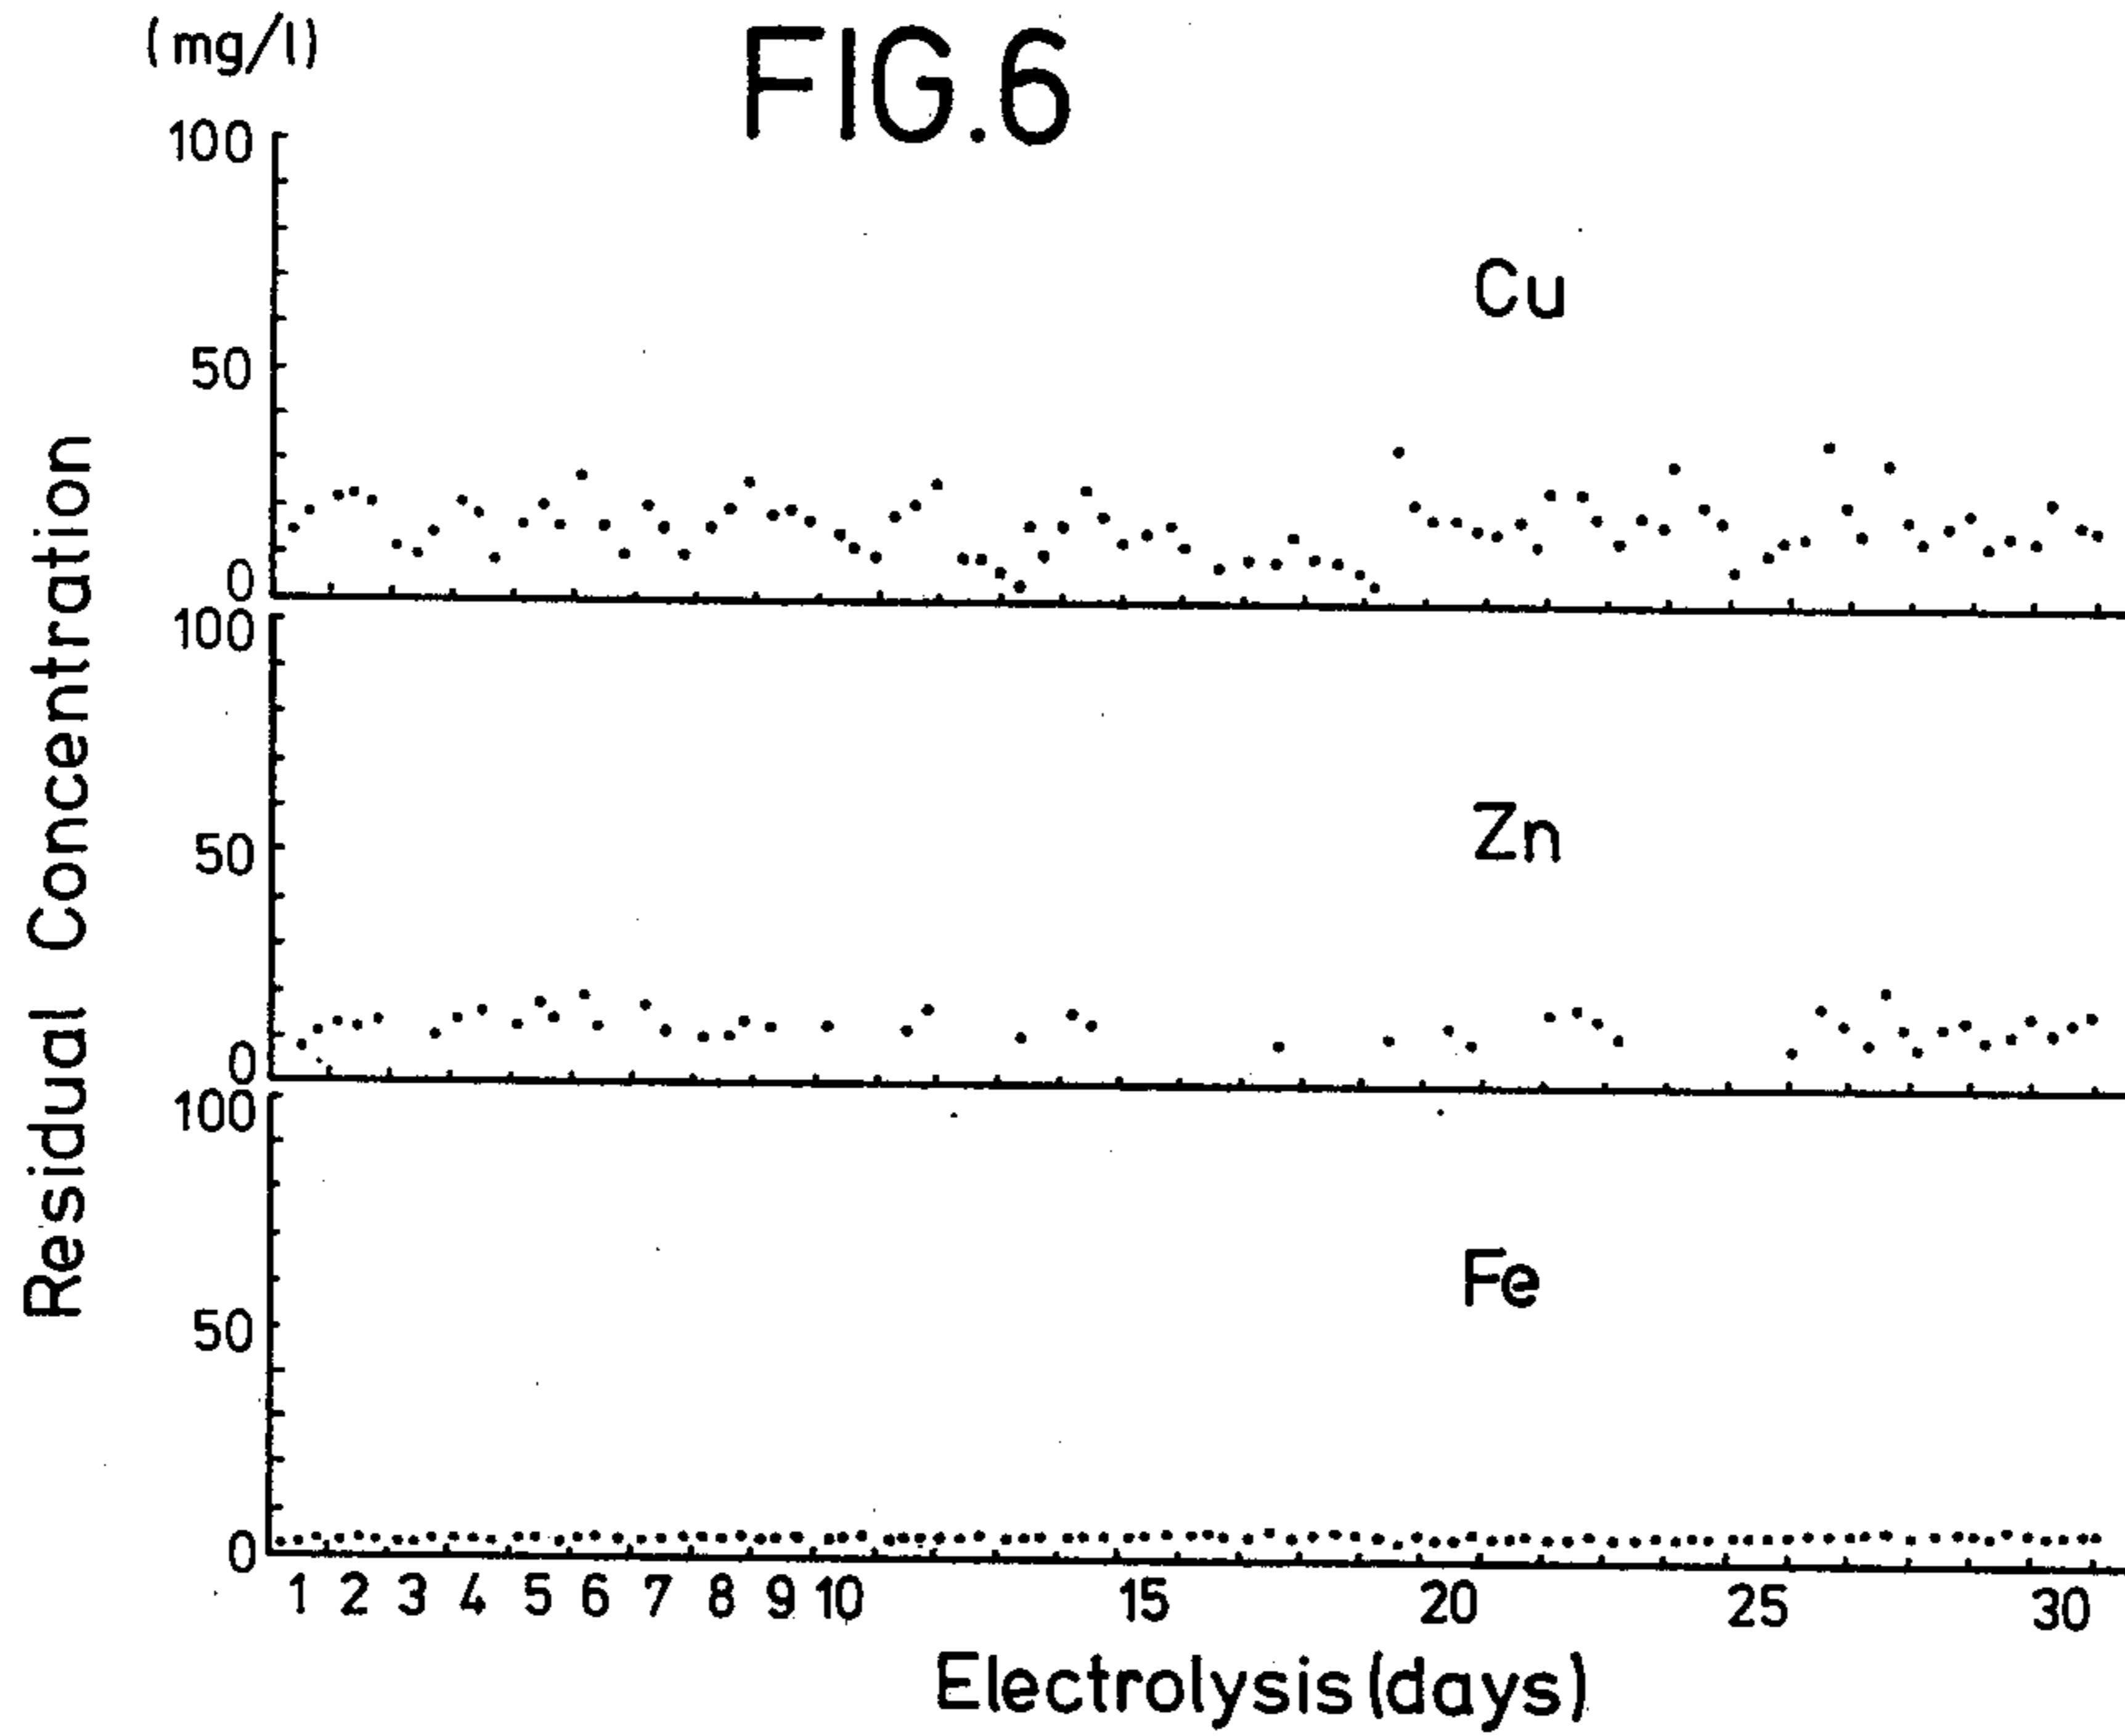 FIG.6
(mg/l)
100
50
0
Cu
100
50
0
Zn
100
50
0
Fe
Residual Concentration
1 2 3 4 5 6 7 8 9 10 15 20 25 30
Electrolysis(days)